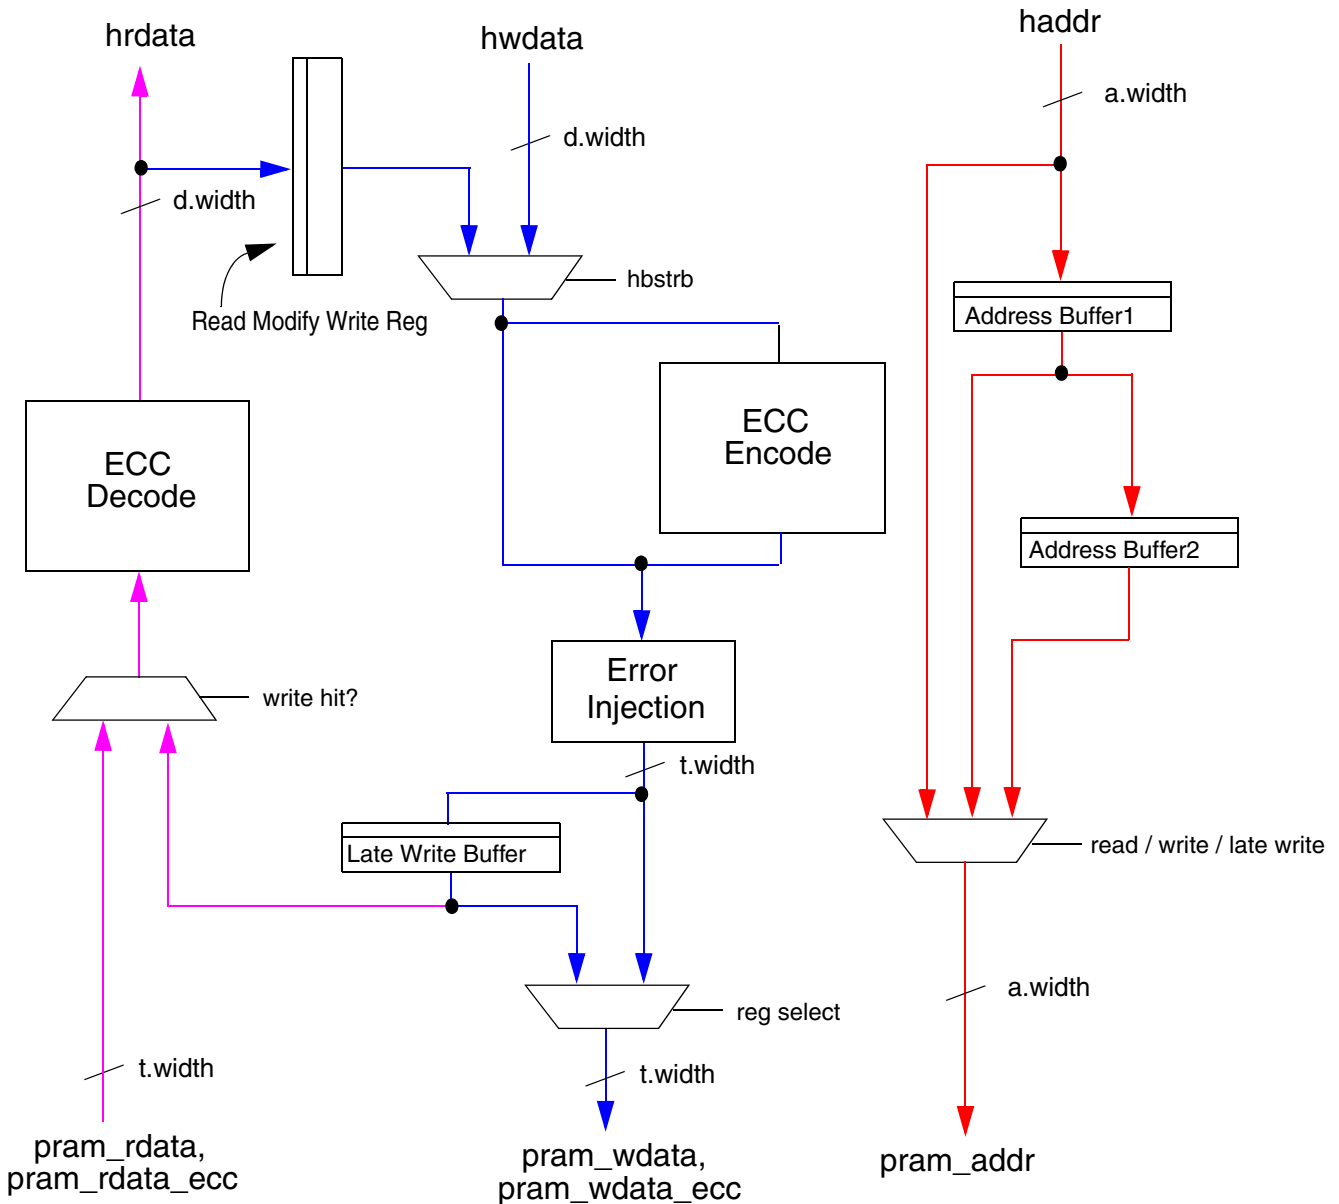 hrdata
hwdata
haddr
a.width
d.width
d.width
hbstrb
Read Modify Write Reg
Address Buffer1
ECC
Encode
ECC
Decode
Address Buffer2
Error
Injection
write hit?
t.width
Late Write Buffer
read / write / late write
a.width
reg select
t.width
t.width
pram_rdata,
pram_rdata_ecc
pram_wdata,
pram_wdata_ecc
pram_addr